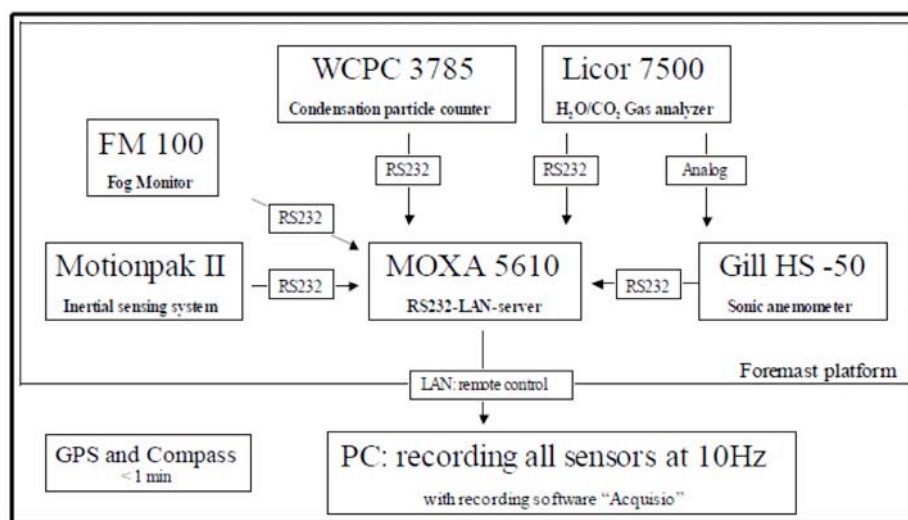 WCPC 3785
Condensation particle counter
Licor 7500
H₂O/CO₂ Gas analyzer
FM 100
Fog Monitor
RS232
RS232
Analog
RS232
Motionpak II
Inertial sensing system
RS232
MOXA 5610
RS232-LAN-server
RS232
Gill HS -50
Sonic anemometer
LAN: remote control
Foremast platform
GPS and Compass
< 1 min
PC: recording all sensors at 10Hz
with recording software “Acquisio”